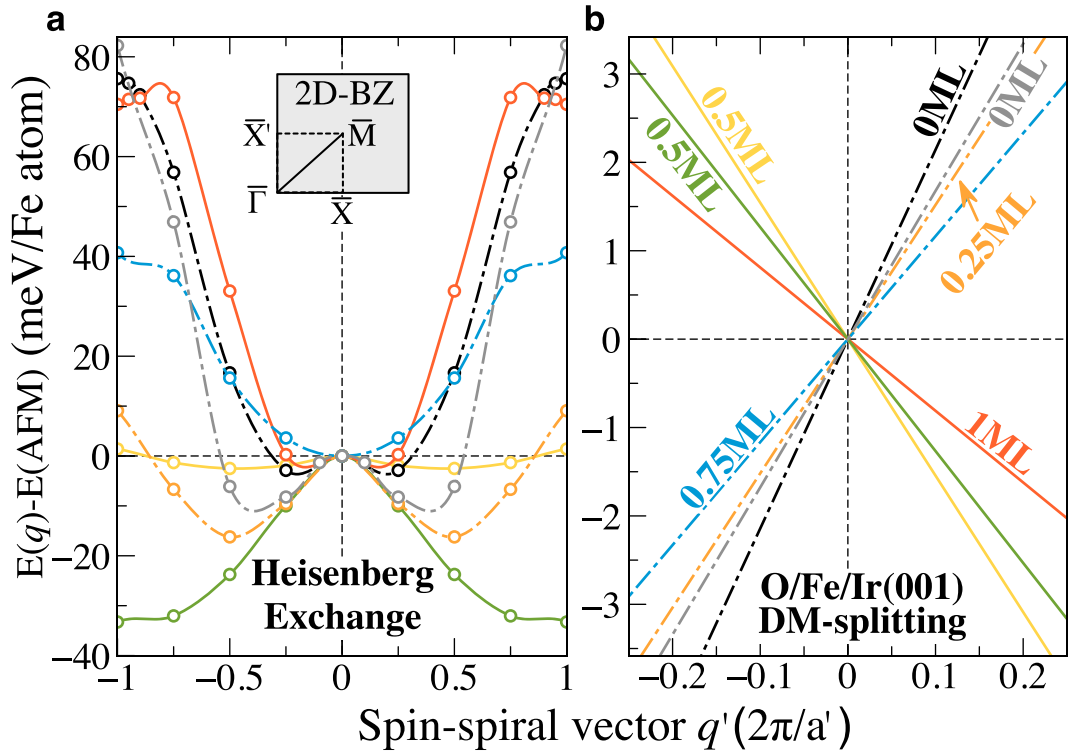 a
b
E(q)-E(AFM) (meV/Fe atom)
80
60
40
20
0
−20
−40
2D-BZ
X̅'
M̅
Γ̅
X̅
Heisenberg
Exchange
−1
−0.5
0
0.5
1
3
2
1
0
−1
−2
−3
0.5ML
0.5ML
0ML
0ML
0.25ML
0.75ML
1ML
O/Fe/Ir(001)
DM-splitting
−0.2
−0.1
0
0.1
0.2
Spin-spiral vector q'(2π/a')